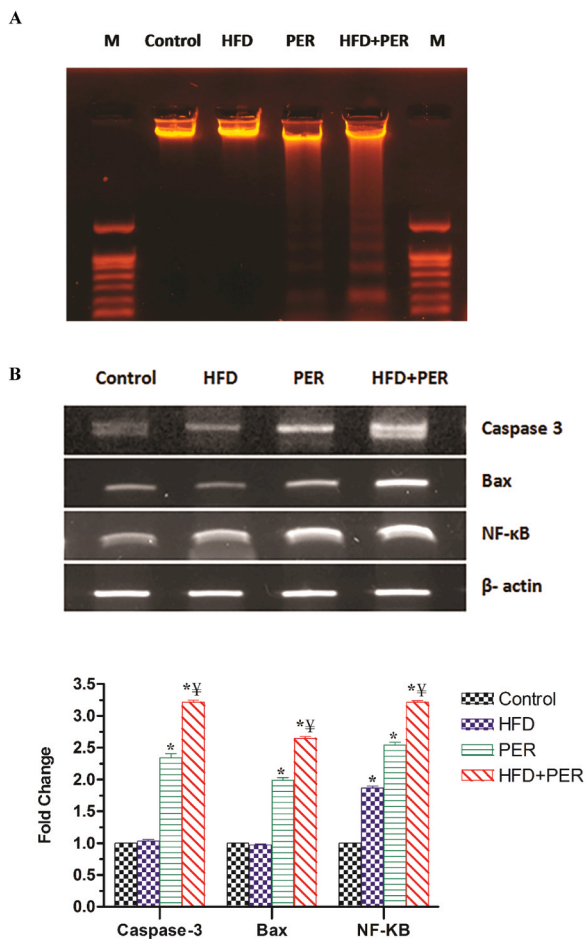 A
M Control HFD PER HFD+PER M
B
Control HFD PER HFD+PER
Caspase 3
Bax
NF-κB
β- actin
3.5
3.0
2.5
2.0
1.5
1.0
0.5
0.0
Fold Change
*
*¥
*
*¥
*
*
*¥
Caspase-3 Bax NF-KB
Control
HFD
PER
HFD+PER